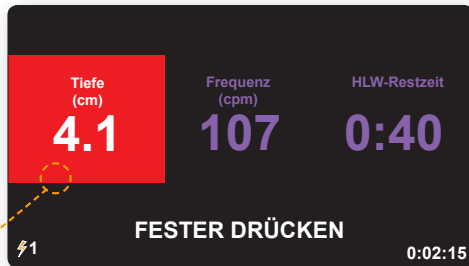 Tiefe
(cm)
4.1
Frequenz
(cpm)
107
HLW-Restzeit
0:40
FESTER DRÜCKEN
1
0:02:15